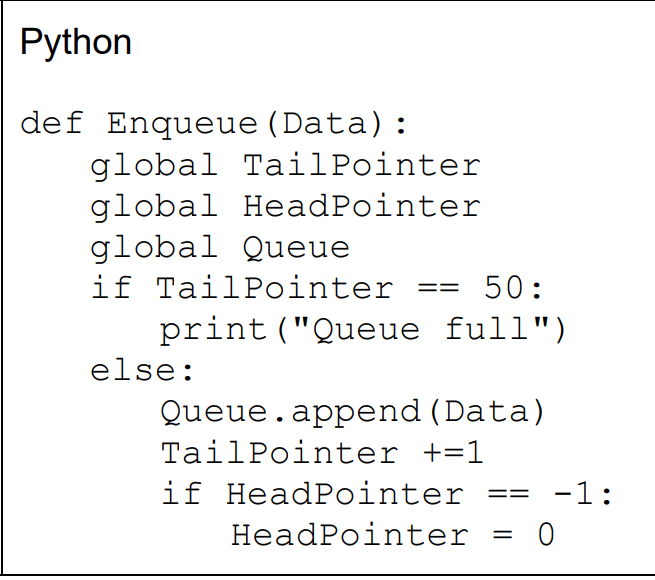 Python
def Enqueue(Data):
    global TailPointer
    global HeadPointer
    global Queue
    if TailPointer == 50:
        print("Queue full")
    else:
        Queue.append(Data)
        TailPointer +=1
        if HeadPointer == -1:
            HeadPointer = 0